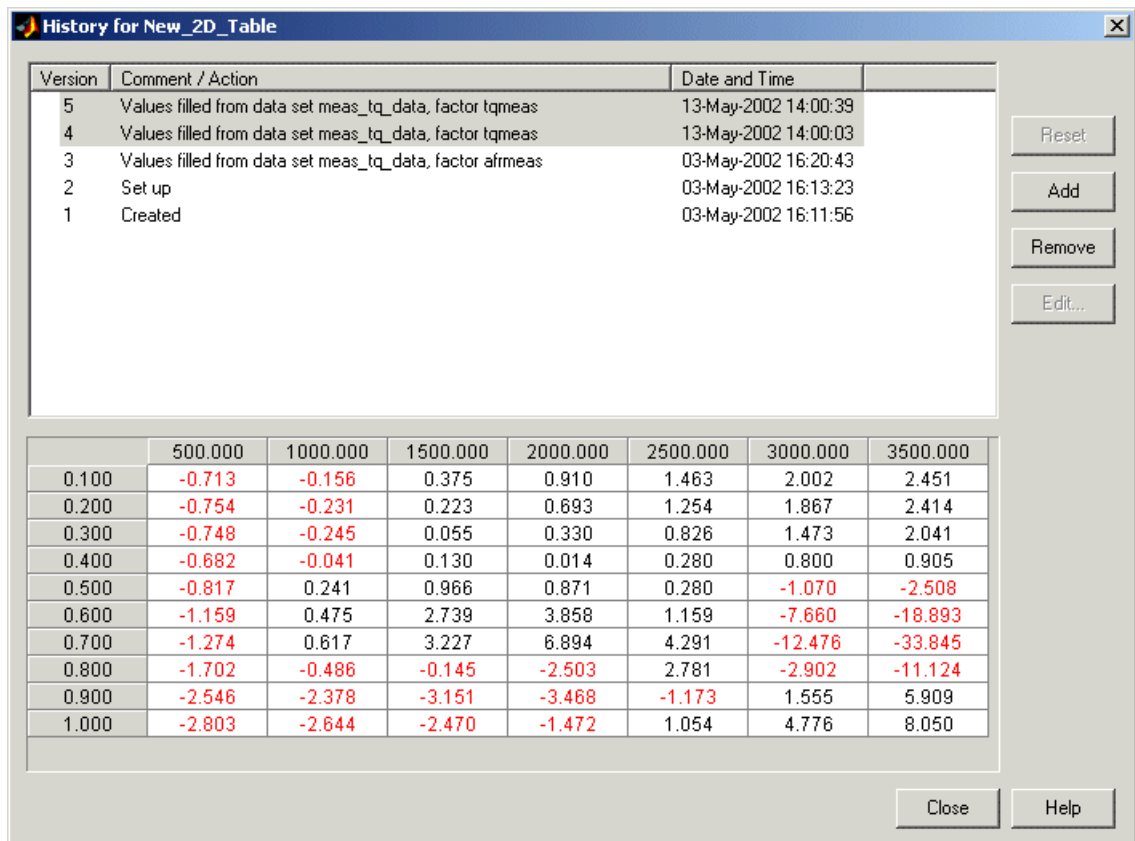 History for New_2D_Table
Version Comment / Action Date and Time
5 Values filled from data set meas_tq_data, factor tqmeas 13-May-2002 14:00:39
4 Values filled from data set meas_tq_data, factor tqmeas 13-May-2002 14:00:03
3 Values filled from data set meas_tq_data, factor afrmeas 03-May-2002 16:20:43
2 Set up 03-May-2002 16:13:23
1 Created 03-May-2002 16:11:56
Reset
Add
Remove
Edit...
500.000 1000.000 1500.000 2000.000 2500.000 3000.000 3500.000
0.100 -0.713 -0.156 0.375 0.910 1.463 2.002 2.451
0.200 -0.754 -0.231 0.223 0.693 1.254 1.867 2.414
0.300 -0.748 -0.245 0.055 0.330 0.826 1.473 2.041
0.400 -0.682 -0.041 0.130 0.014 0.280 0.800 0.905
0.500 -0.817 0.241 0.966 0.871 0.280 -1.070 -2.508
0.600 -1.159 0.475 2.739 3.858 1.159 -7.660 -18.893
0.700 -1.274 0.617 3.227 6.894 4.291 -12.476 -33.845
0.800 -1.702 -0.486 -0.145 -2.503 2.781 -2.902 -11.124
0.900 -2.546 -2.378 -3.151 -3.468 -1.173 1.555 5.909
1.000 -2.803 -2.644 -2.470 -1.472 1.054 4.776 8.050
Close Help